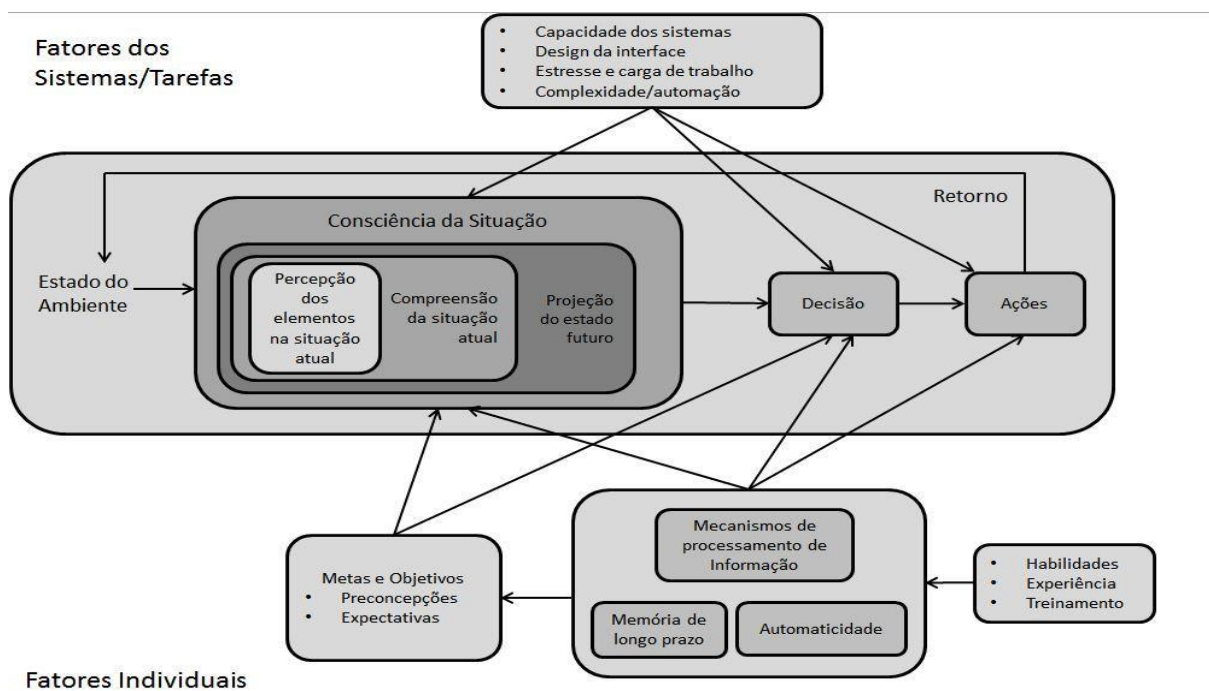 Fatores dos
Sistemas/Tarefas
• Capacidade dos sistemas
• Design da interface
• Estresse e carga de trabalho
• Complexidade/automação
Retorno
Consciência da Situação
Estado do
Ambiente
Percepção
dos
elementos
na situação
atual
Compreensão
da situação
atual
Projeção
do estado
futuro
Decisão
Ações
Metas e Objetivos
• Preconcepções
• Expectativas
Mecanismos de
processamento de
Informação
Memória de
longo prazo
Automaticidade
• Habilidades
• Experiência
• Treinamento
Fatores Individuais